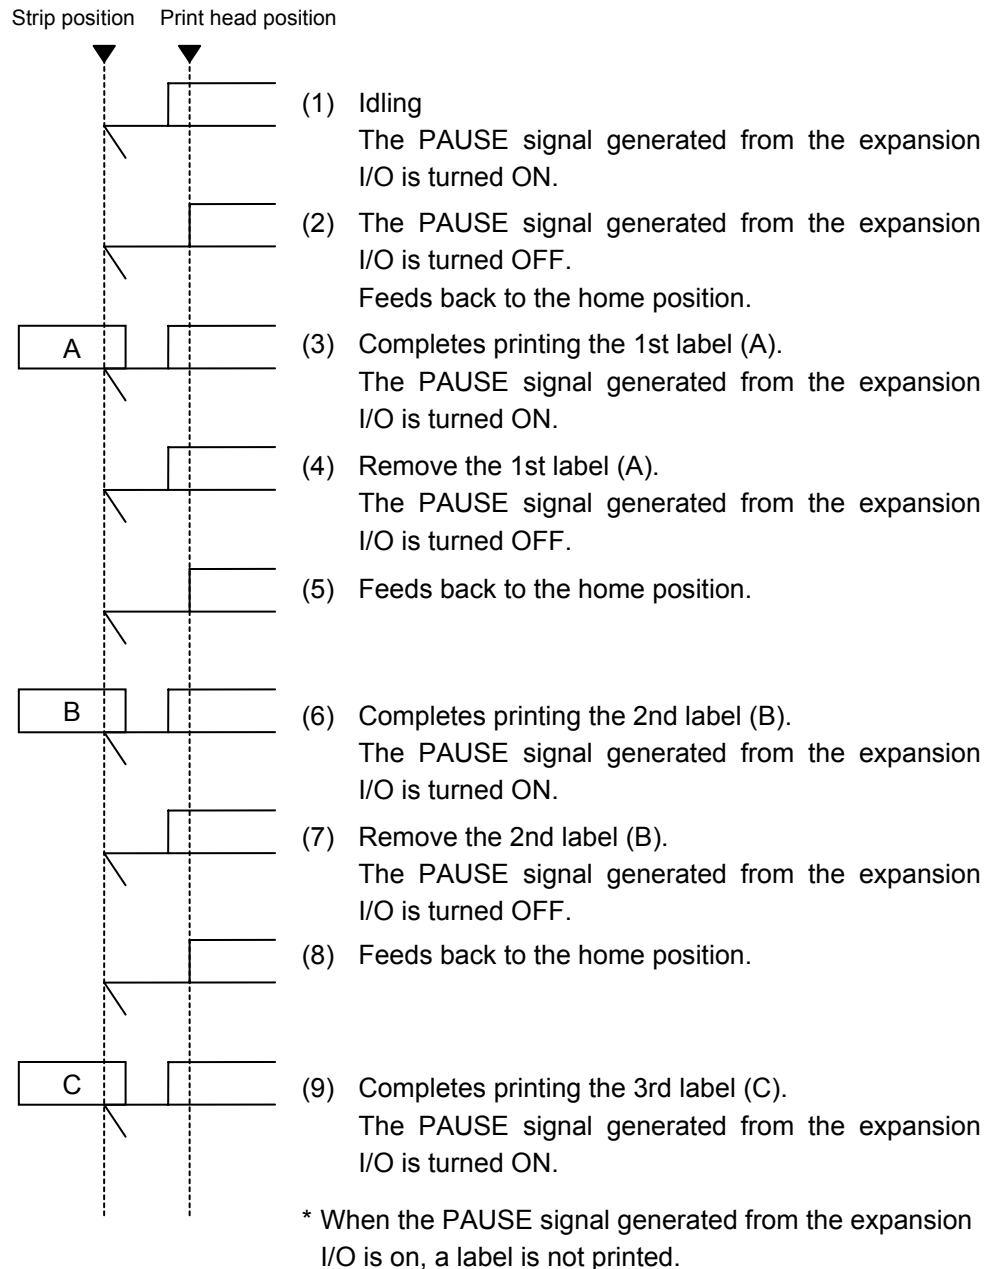 Strip position Print head position
(1) Idling
The PAUSE signal generated from the expansion
I/O is turned ON.
(2) The PAUSE signal generated from the expansion
I/O is turned OFF.
Feeds back to the home position.
A
(3) Completes printing the 1st label (A).
The PAUSE signal generated from the expansion
I/O is turned ON.
(4) Remove the 1st label (A).
The PAUSE signal generated from the expansion
I/O is turned OFF.
(5) Feeds back to the home position.
B
(6) Completes printing the 2nd label (B).
The PAUSE signal generated from the expansion
I/O is turned ON.
(7) Remove the 2nd label (B).
The PAUSE signal generated from the expansion
I/O is turned OFF.
(8) Feeds back to the home position.
C
(9) Completes printing the 3rd label (C).
The PAUSE signal generated from the expansion
I/O is turned ON.
* When the PAUSE signal generated from the expansion
I/O is on, a label is not printed.